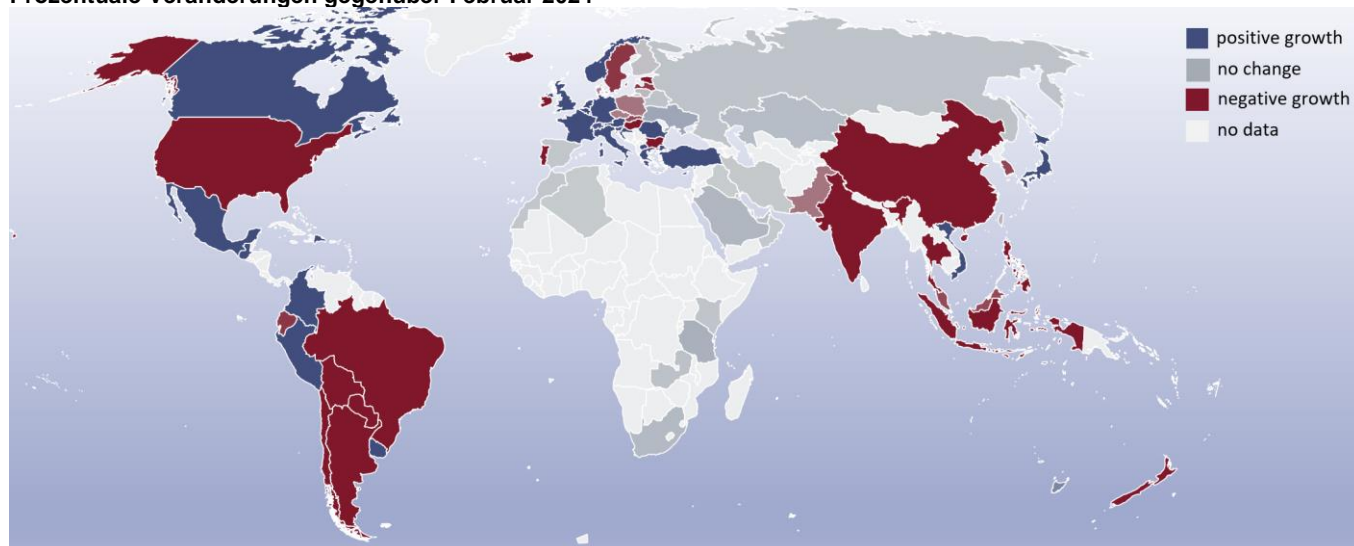 Prozentuale Veränderungen gegenüber Februar 2021
positive growth
no change
negative growth
no data